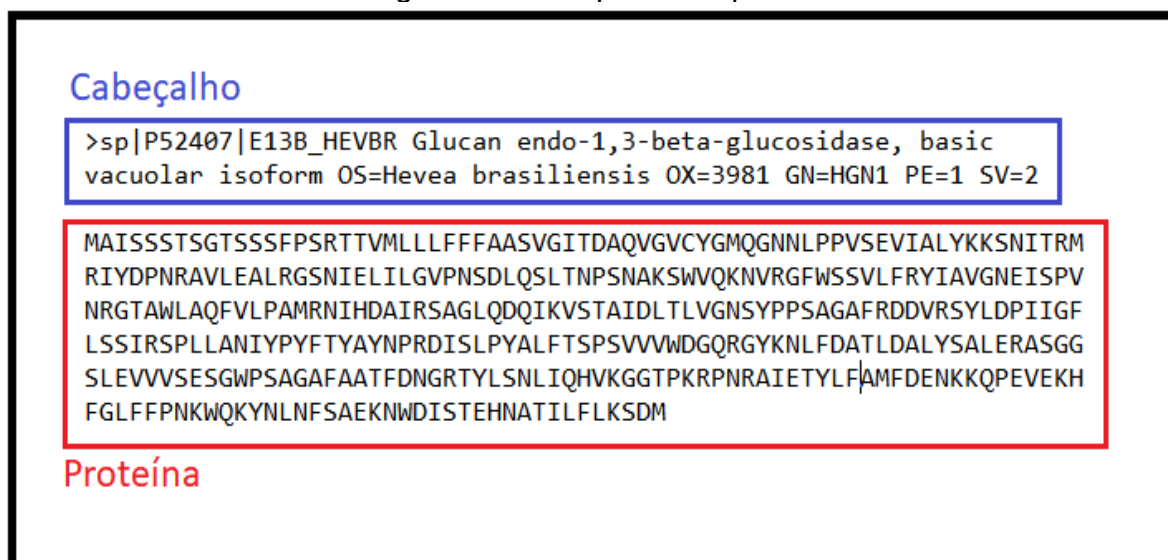 Cabeçalho
>sp|P52407|E13B_HEVBR Glucan endo-1,3-beta-glucosidase, basic
vacuolar isoform OS=Hevea brasiliensis OX=3981 GN=HGN1 PE=1 SV=2
MAISSSTSGTSSSFPSRTTVMLLLFFFAASVGITDAQVGVCYGMQGNNLPPVSEVIALYKKSNITRM
RIYDPNRAVLEALRGSNIELILGVPNSDLQSLTNPSNAKSWVQKNVRGFWSSVLFRYIAVGNEISPV
NRGTAWLAQFVLPAMRNIHDAIRSAGLQDQIKVSTAIDLTLVGNSYPPSAGAFRDDVRSYLDPIIGF
LSSIRSPLLANIYPYFTYAYNPRDISLPYALFTSPSVVVWDGQRGYKNLFDATLDALYSALERASGG
SLEVVVSESGWPSAGAFAATFDNGRTYLSNLIQHVKGGTPKRPNRAIETYLFAMFDENKKQPEVEKH
FGLFFPNKWQKYNLNFSAEKNWDISTEHNATILFLKSDM
Proteína